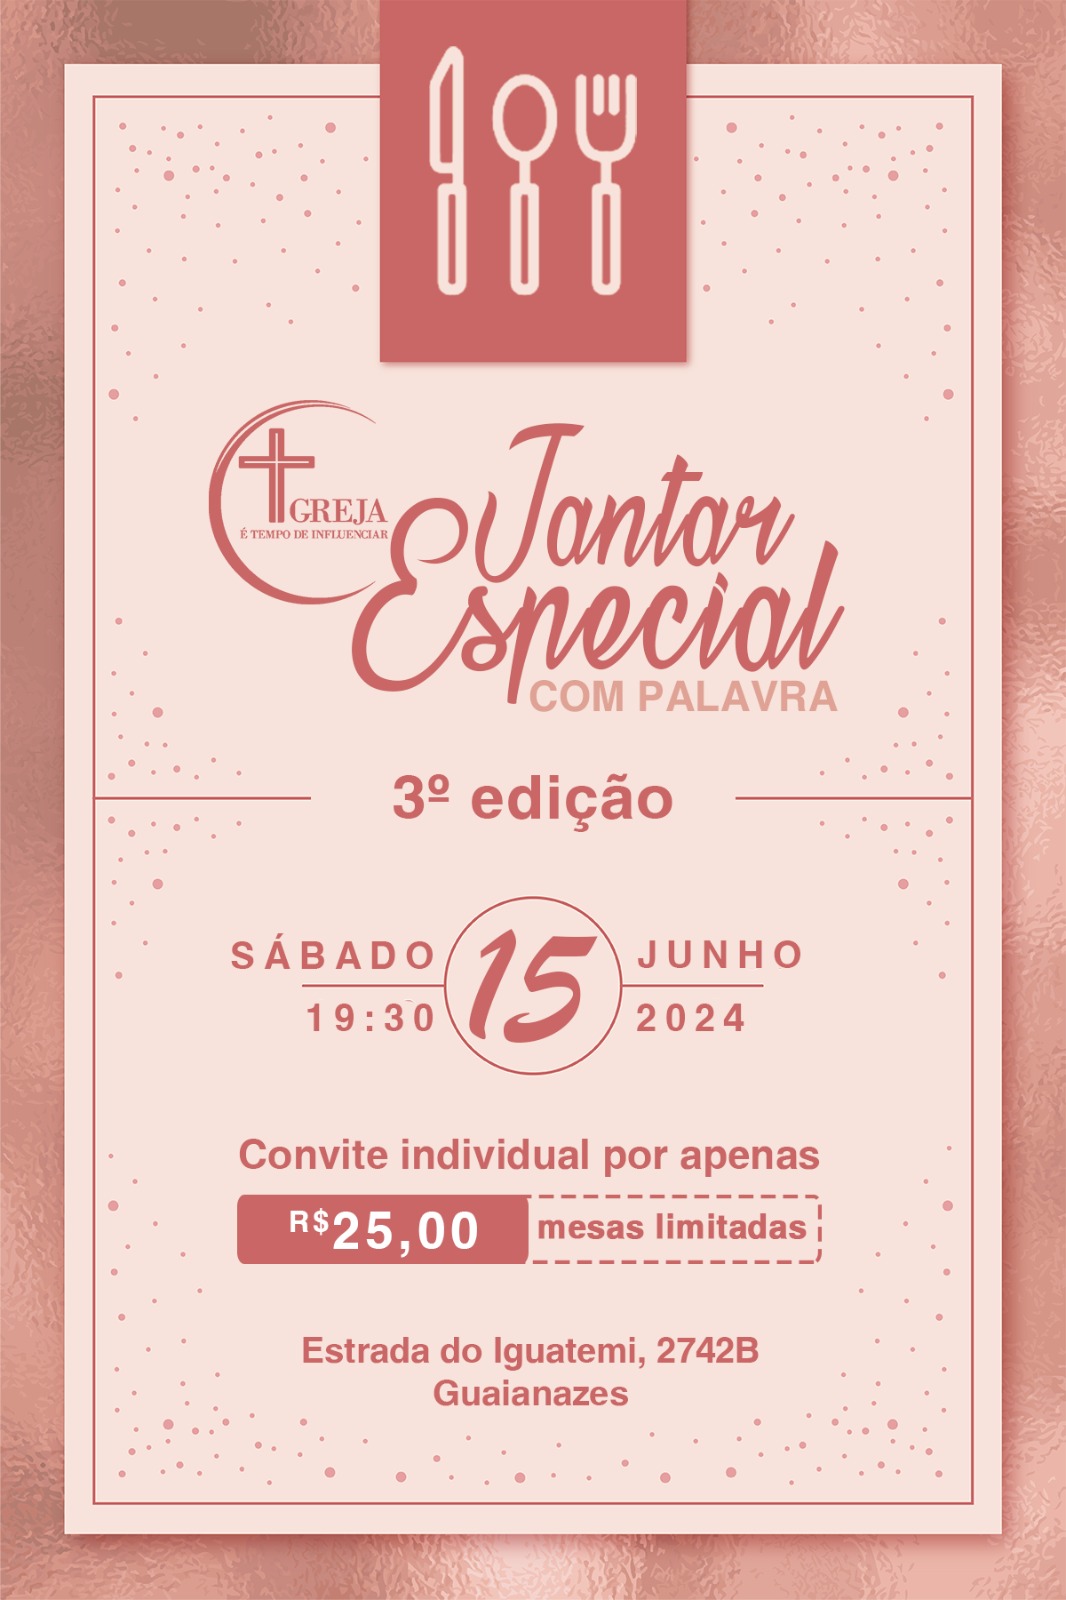 IGREJA
É TEMPO DE INFLUENCIAR
Jantar
Especial
COM PALAVRA
3º edição
SÁBADO 15 JUNHO
19:30 2024
Convite individual por apenas
R$25,00 mesas limitadas
Estrada do Iguatemi, 2742B
Guaianazes